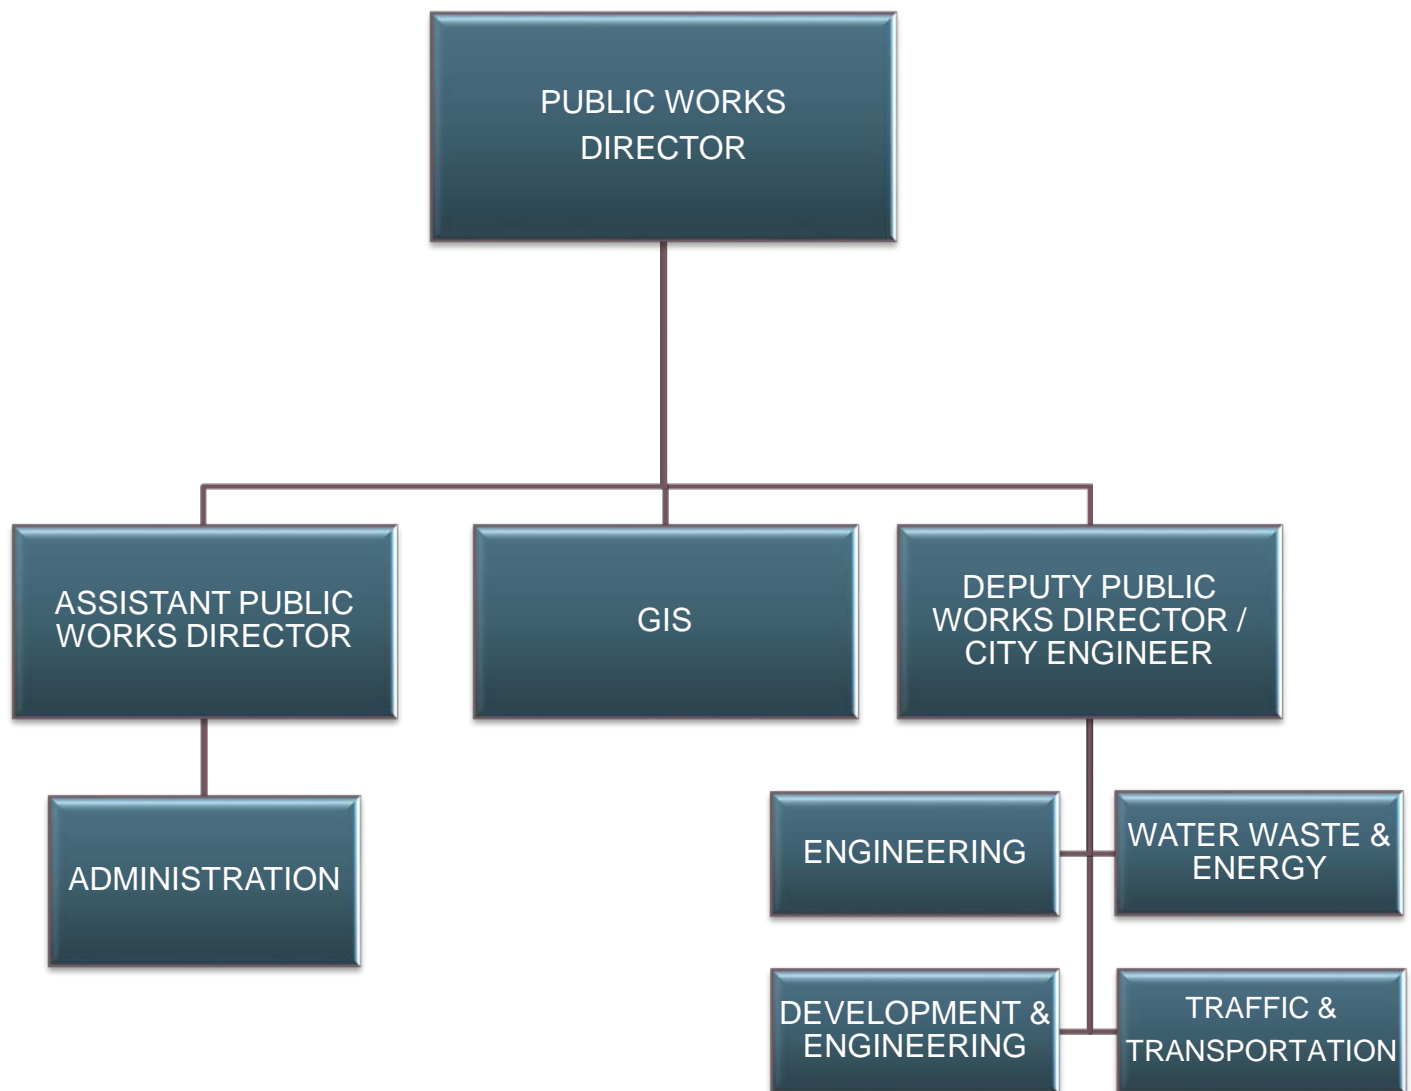 PUBLIC WORKS
DIRECTOR
ASSISTANT PUBLIC
WORKS DIRECTOR
GIS
DEPUTY PUBLIC
WORKS DIRECTOR /
CITY ENGINEER
ADMINISTRATION
ENGINEERING
WATER WASTE &
ENERGY
DEVELOPMENT &
ENGINEERING
TRAFFIC &
TRANSPORTATION